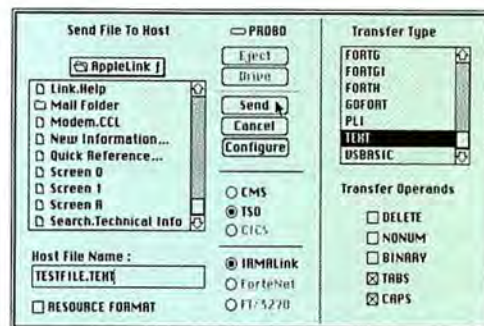 Send File To Host
AppleLink ƒ
Link.Help
Mail Folder
Modem.CCL
New Information...
Quick Reference...
Screen 0
Screen 1
Screen A
Search.Technical Info
Host File Name :
TESTFILE.TEXT
RESOURCE FORMAT
PROBO
Eject
Drive
Send
Cancel
Configure
CMS
TSO
CICS
IRMALink
ForteNet
FT/5270
Transfer Type
FORTG
FORTGI
FORTH
GOFORT
PLI
TEXT
VSBASIC
Transfer Operands
DELETE
NONUM
BINARY
TABS
CAPS